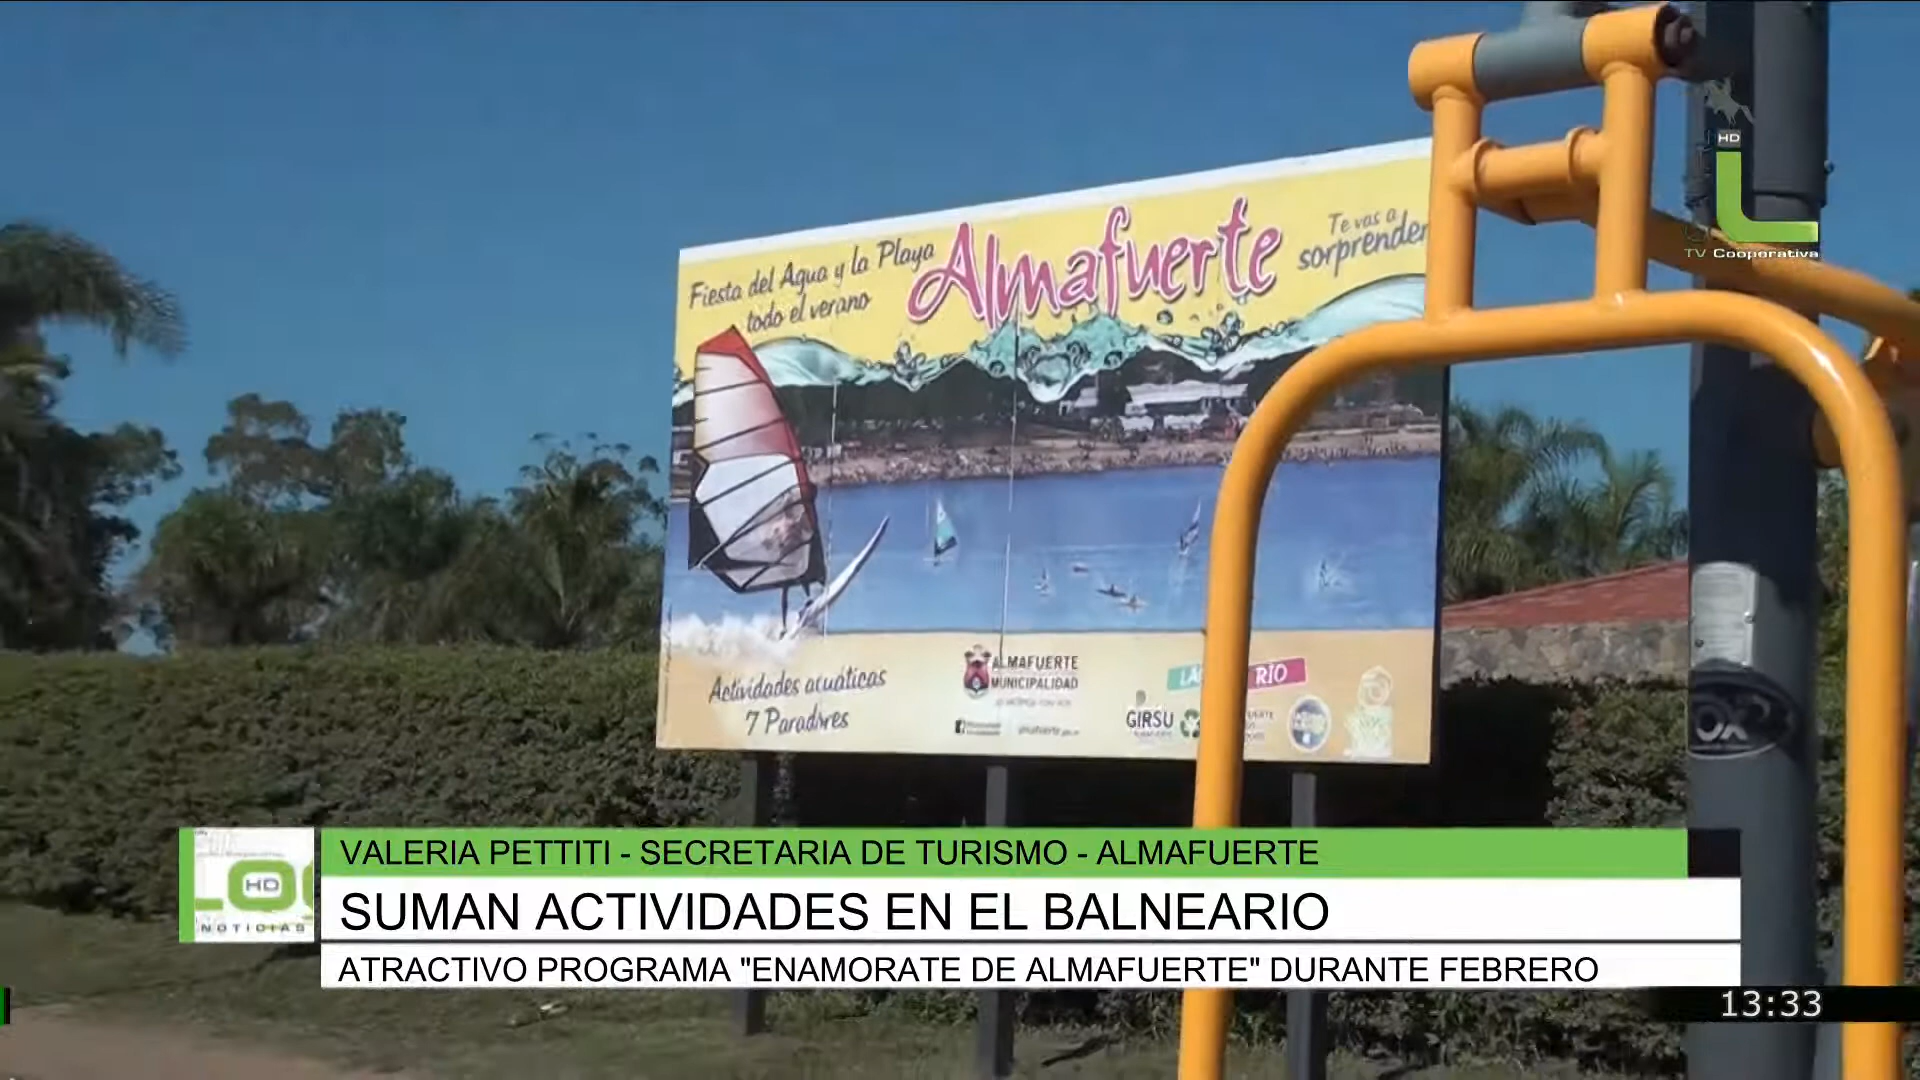 Fiesta del Agua y la Playa
todo el verano
Almafuerte
Te vas a
sorprender
HD
TV Cooperativa
Actividades acuáticas
7 Paradores
ALMAFUERTE
MUNICIPALIDAD
RÍO
GIRSU
OX
VALERIA PETTITI - SECRETARIA DE TURISMO - ALMAFUERTE
HD
NOTICIAS
SUMAN ACTIVIDADES EN EL BALNEARIO
ATRACTIVO PROGRAMA "ENAMORATE DE ALMAFUERTE" DURANTE FEBRERO
13:33